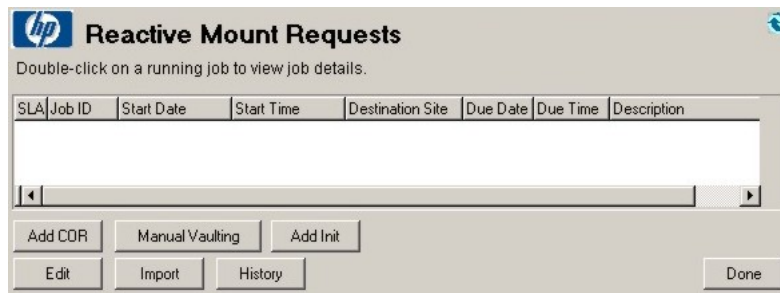 hp Reactive Mount Requests
Double-click on a running job to view job details.
SLA Job ID Start Date Start Time Destination Site Due Date Due Time Description
Add COR Manual Vaulting Add Init
Edit Import History Done